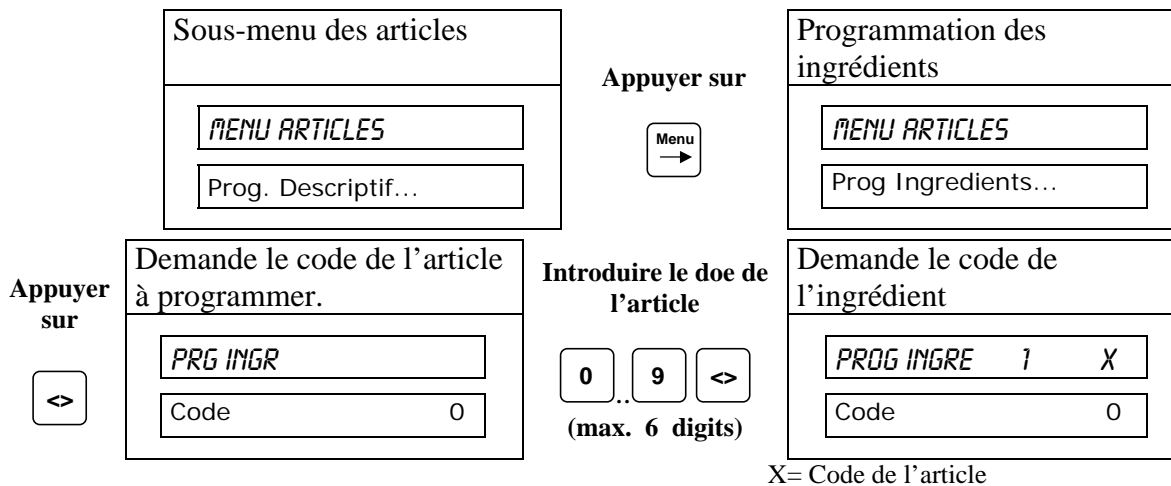 Sous-menu des articles
MENU ARTICLES
Prog. Descriptif...
Appuyer sur
Menu
Programmation des
ingrédients
MENU ARTICLES
Prog Ingredients...
Appuyer
sur
<>
Demande le code de l'article
à programmer.
PRG INGR
Code 0
Introduire le doe de
l'article
0 .. 9 <>
(max. 6 digits)
Demande le code de
l'ingrédient
PROG INGRE 1 X
Code 0
X= Code de l'article